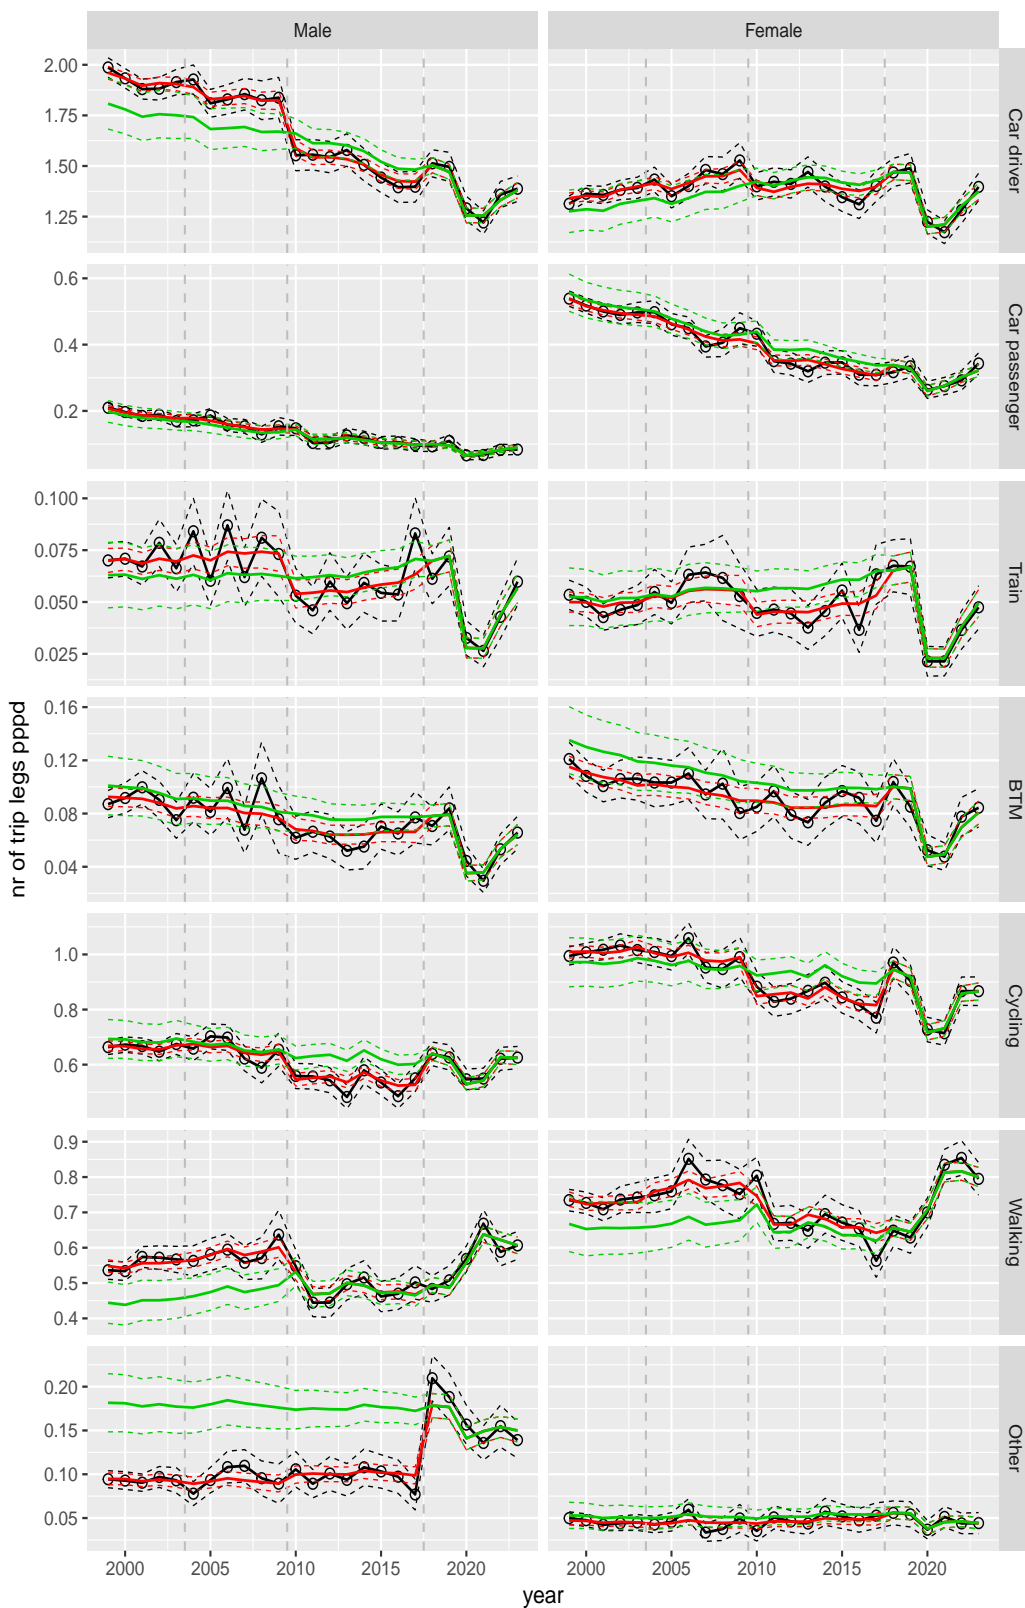 Male Female
2.00
1.75
1.50
1.25
Car driver
0.6
0.4
0.2
Car passenger
0.100
0.075
0.050
0.025
Train
0.16
0.12
0.08
0.04
BTM
1.0
0.8
0.6
Cycling
0.9
0.8
0.7
0.6
0.5
0.4
Walking
0.20
0.15
0.10
0.05
Other
2000 2005 2010 2015 2020 2000 2005 2010 2015 2020
year
nr of trip legs pppd